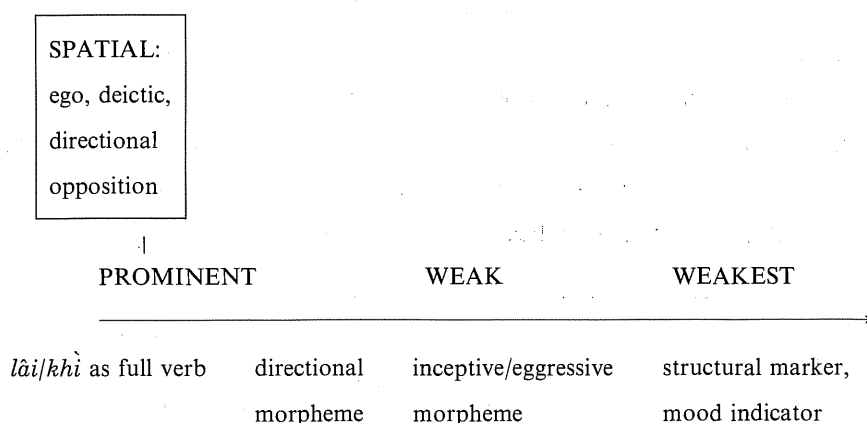 SPATIAL:
ego, deictic,
directional
opposition
PROMINENT WEAK WEAKEST
lâi/khì as full verb directional inceptive/eggressive structural marker,
morpheme morpheme mood indicator